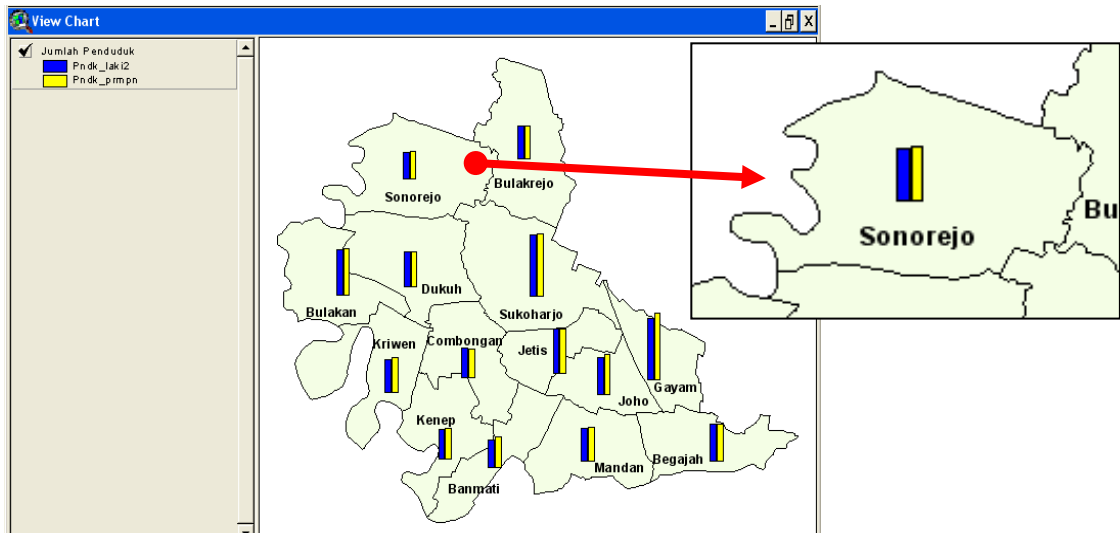 View Chart
Jumlah Penduduk
Pndk_laki2
Pndk_prmpn
Bulakrejo
Sonorejo
Dukuh
Bulakan
Sukoharjo
Kriwen
Combongan
Jetis
Gayam
Joho
Kenep
Begajah
Mandan
Banmati
Bu
Sonorejo